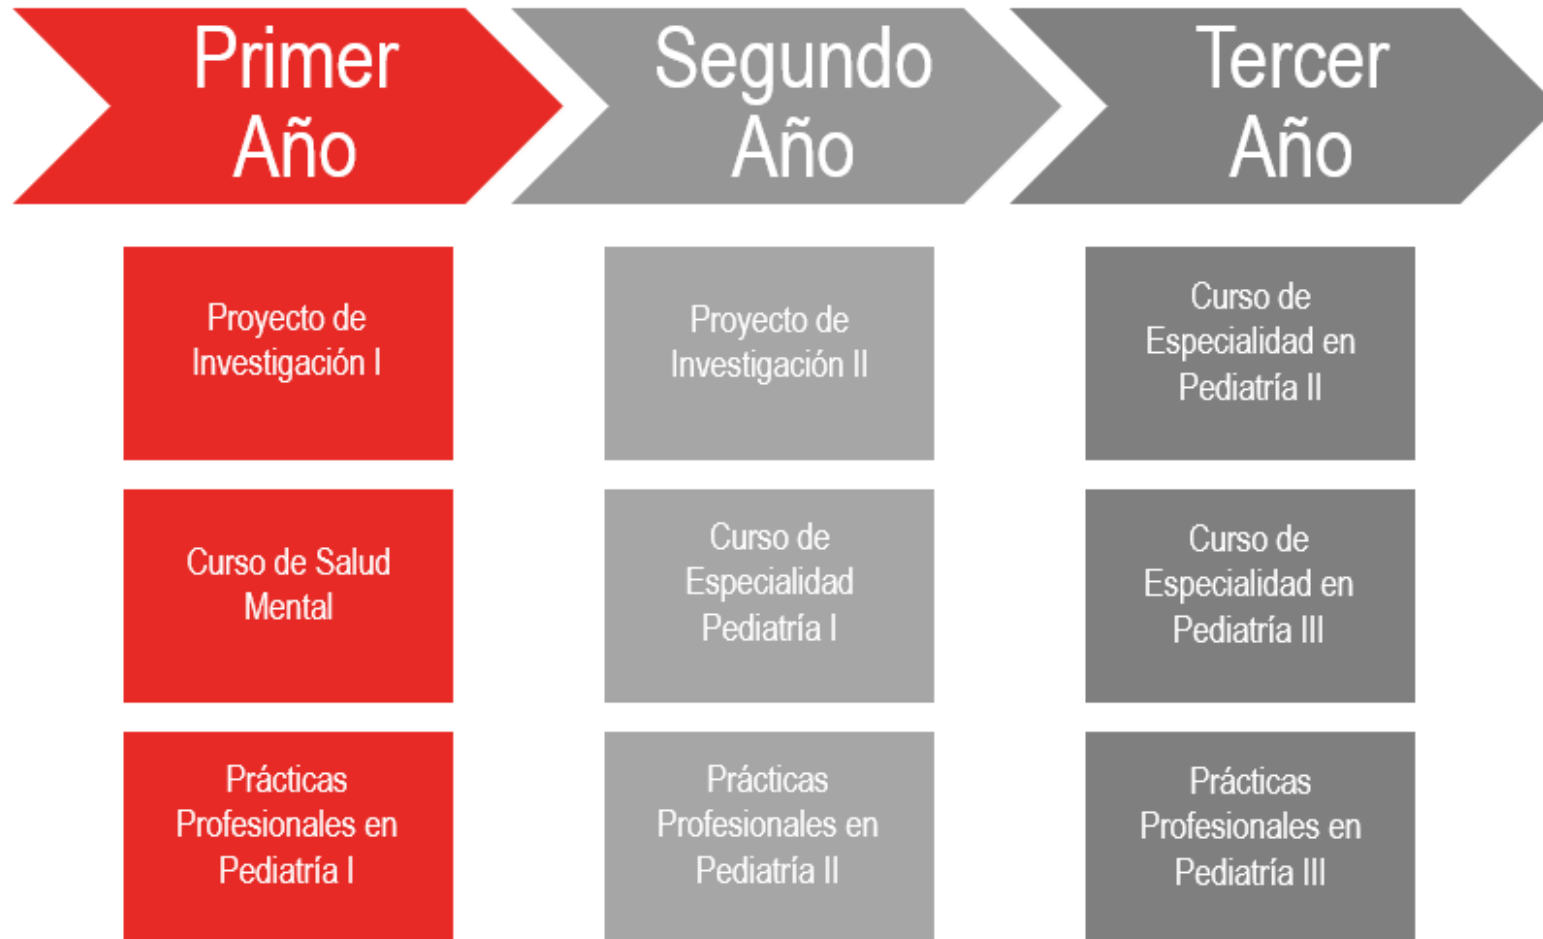 Primer
Año
Segundo
Año
Tercer
Año
Proyecto de
Investigación I
Proyecto de
Investigación II
Curso de
Especialidad en
Pediatría II
Curso de Salud
Mental
Curso de
Especialidad
Pediatría I
Curso de
Especialidad en
Pediatría III
Prácticas
Profesionales en
Pediatría I
Prácticas
Profesionales en
Pediatría II
Prácticas
Profesionales en
Pediatría III